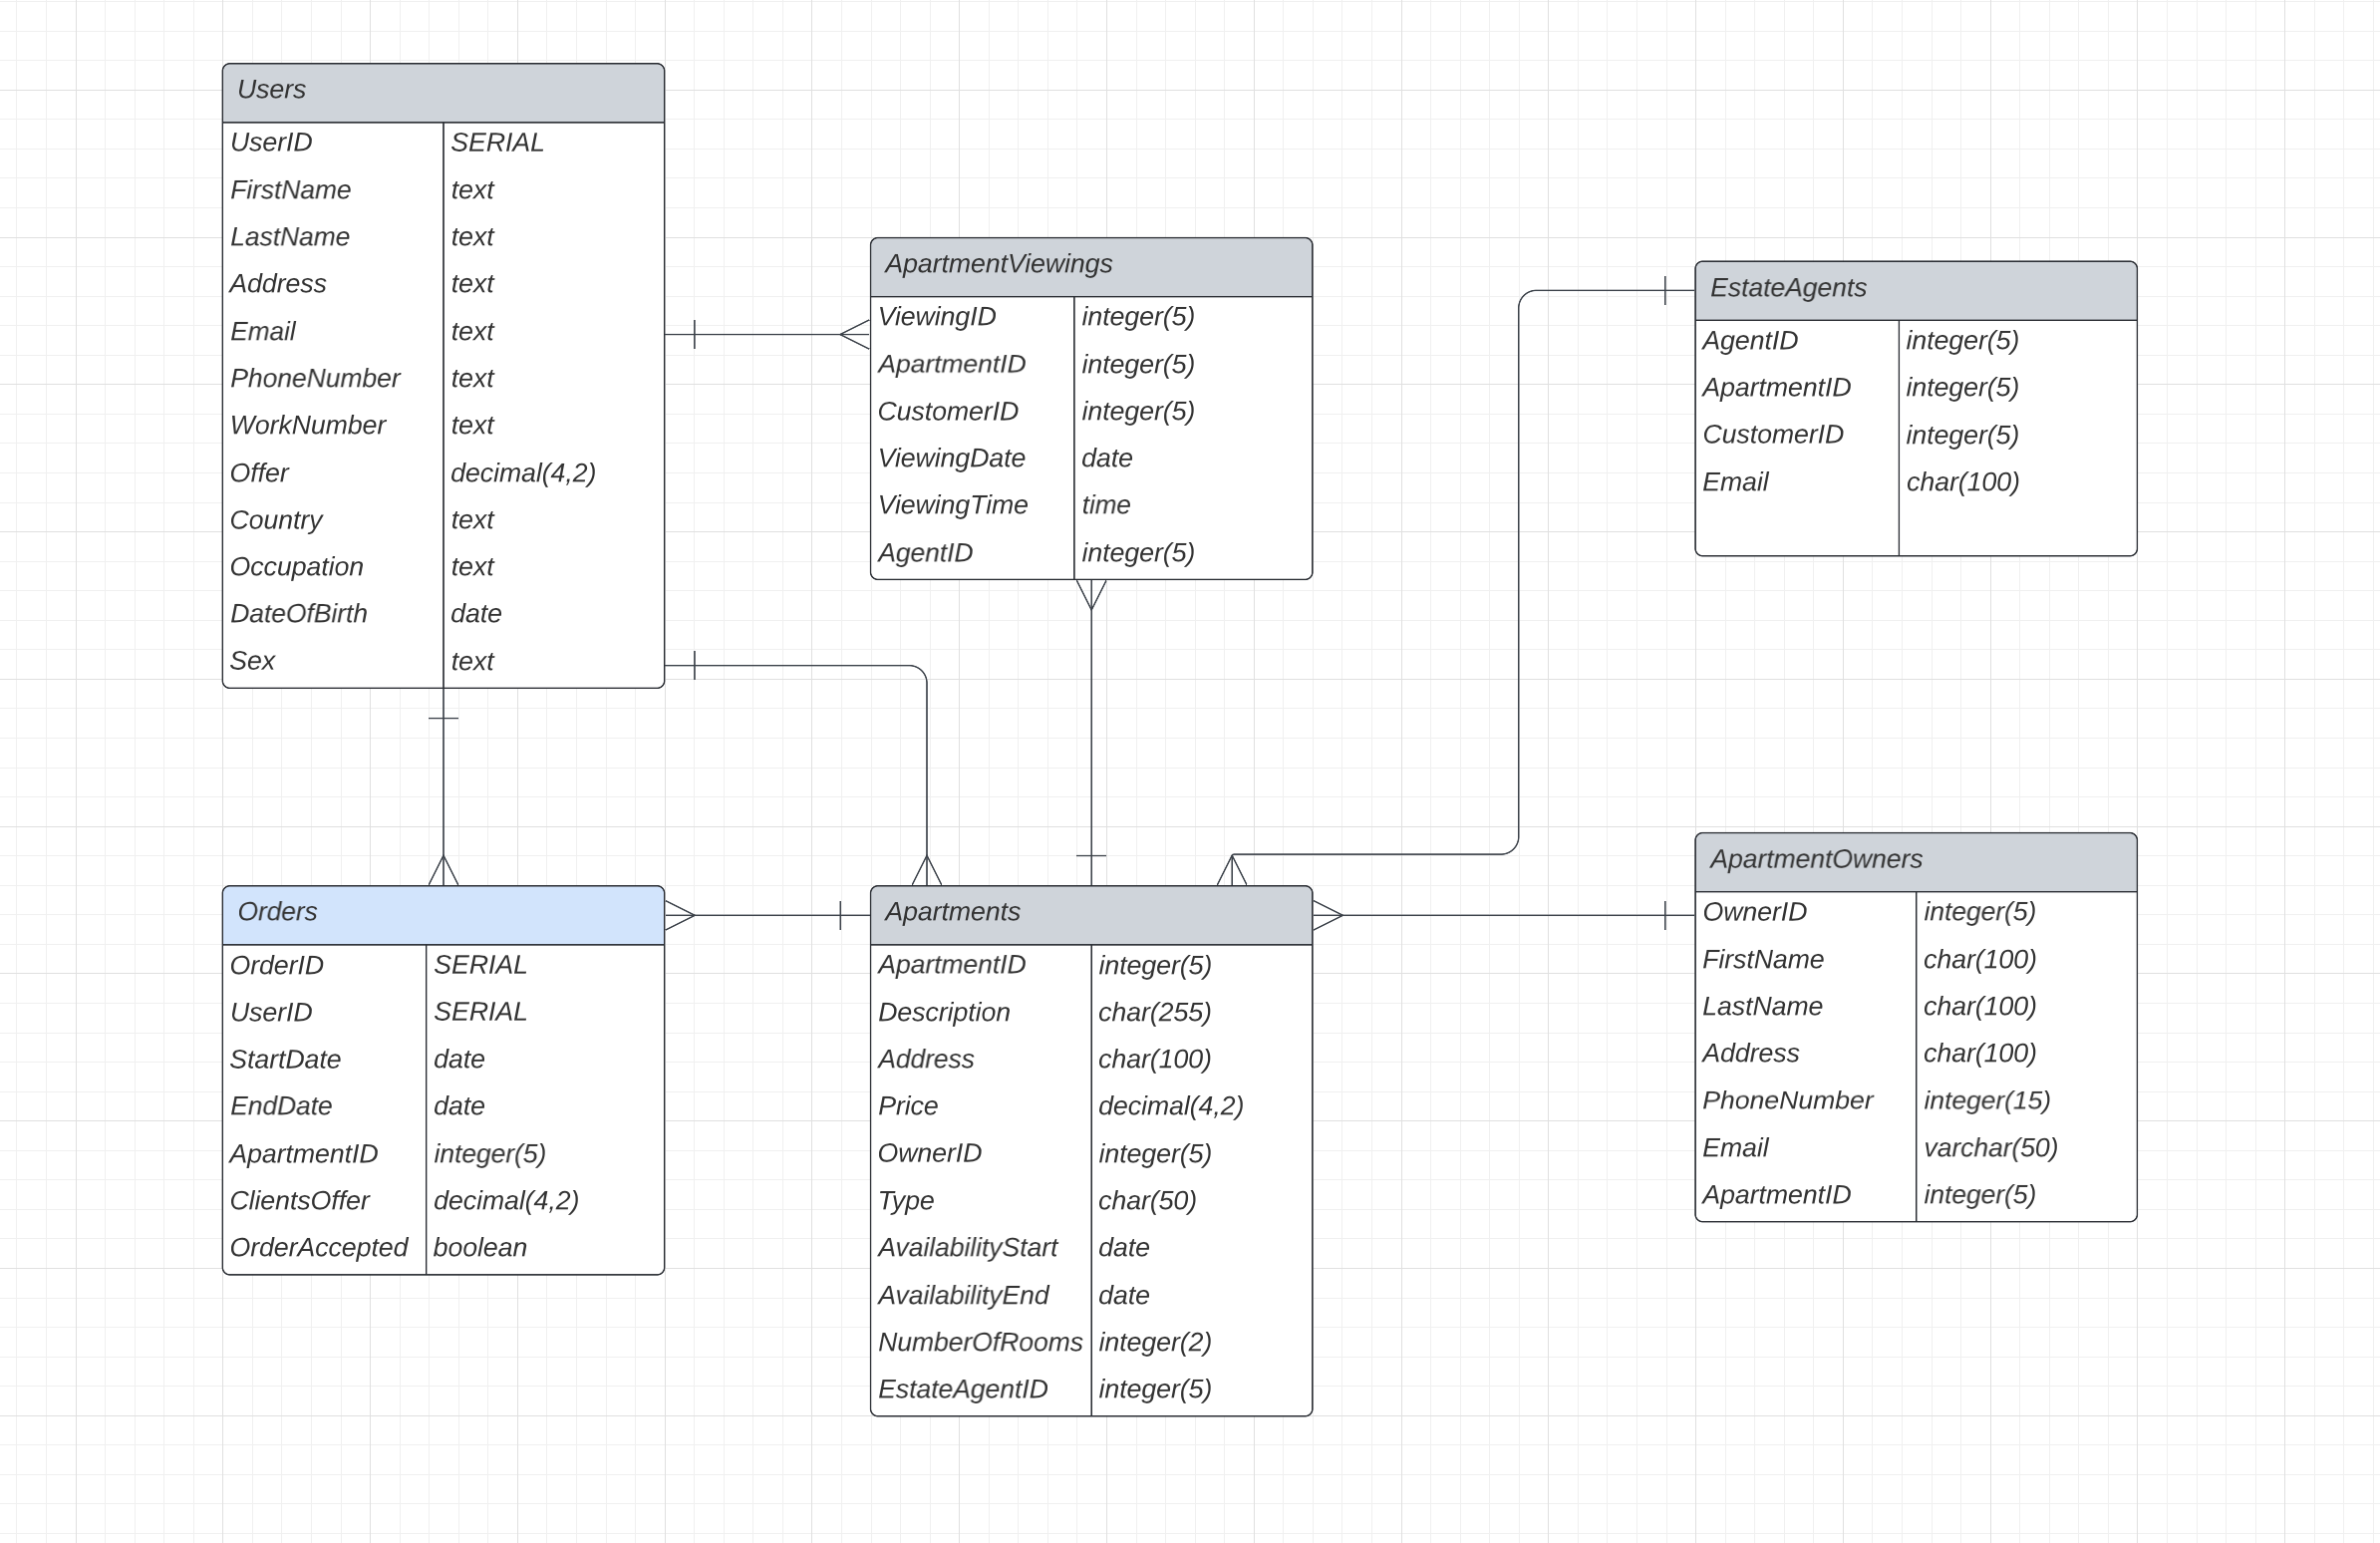 Users
UserID SERIAL
FirstName text
LastName text
Address text
Email text
PhoneNumber text
WorkNumber text
Offer decimal(4,2)
Country text
Occupation text
DateOfBirth date
Sex text
ApartmentViewings
ViewingID integer(5)
ApartmentID integer(5)
CustomerID integer(5)
ViewingDate date
ViewingTime time
AgentID integer(5)
EstateAgents
AgentID integer(5)
ApartmentID integer(5)
CustomerID integer(5)
Email char(100)
Orders
OrderID SERIAL
UserID SERIAL
StartDate date
EndDate date
ApartmentID integer(5)
ClientsOffer decimal(4,2)
OrderAccepted boolean
Apartments
ApartmentID integer(5)
Description char(255)
Address char(100)
Price decimal(4,2)
OwnerID integer(5)
Type char(50)
AvailabilityStart date
AvailabilityEnd date
NumberOfRooms integer(2)
EstateAgentID integer(5)
ApartmentOwners
OwnerID integer(5)
FirstName char(100)
LastName char(100)
Address char(100)
PhoneNumber integer(15)
Email varchar(50)
ApartmentID integer(5)